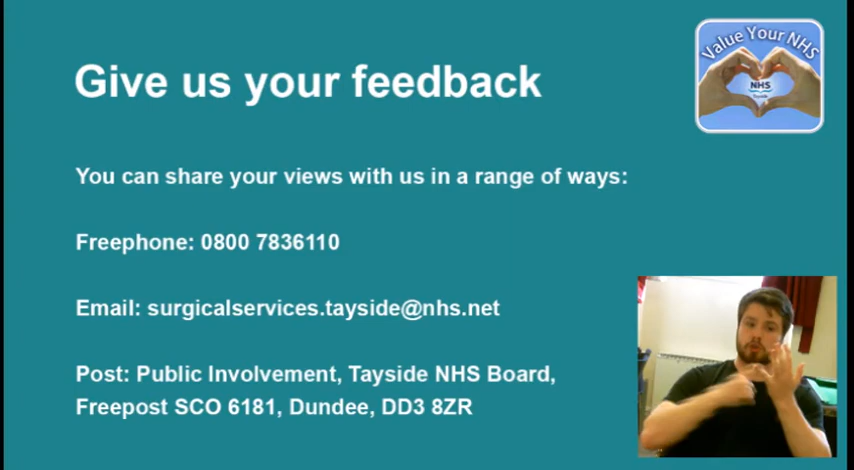 Value Your NHS
NHS
Tayside
Give us your feedback
You can share your views with us in a range of ways:
Freephone: 0800 7836110
Email: surgicalservices.tayside@nhs.net
Post: Public Involvement, Tayside NHS Board,
Freepost SCO 6181, Dundee, DD3 8ZR